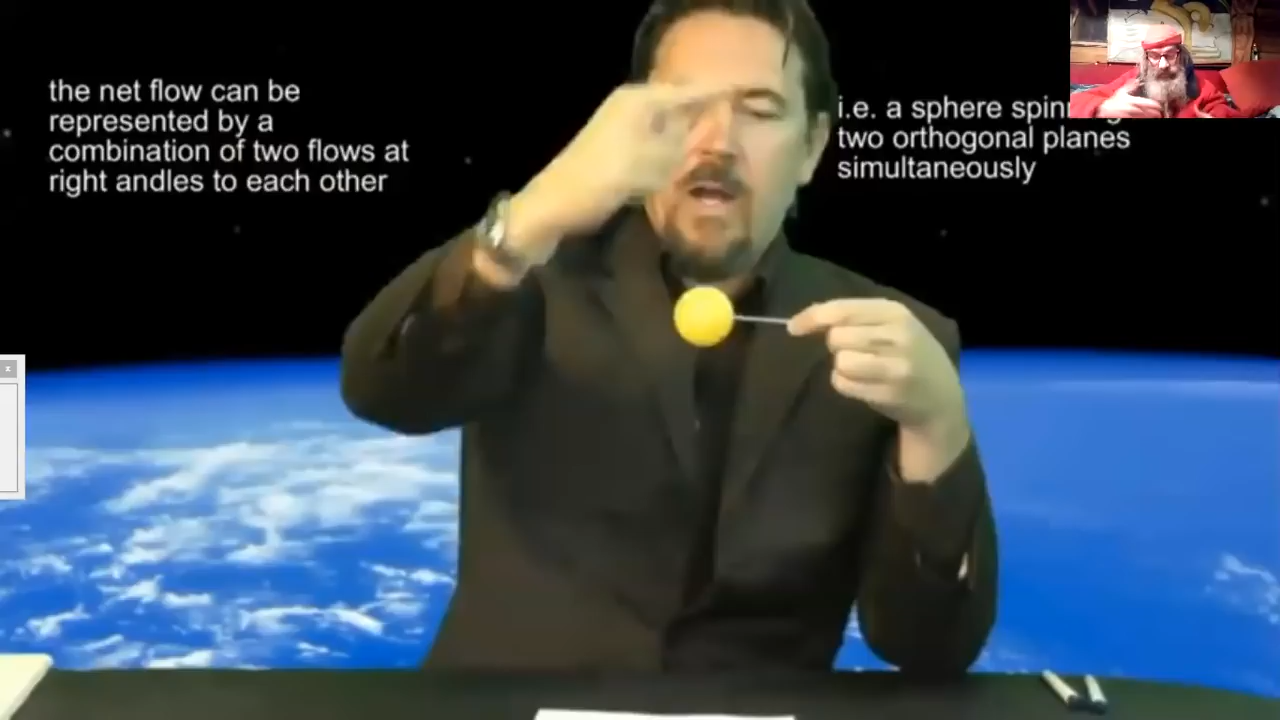 the net flow can be
represented by a
combination of two flows at
right andles to each other
i.e. a sphere
two orthogonal planes
simultaneously
x